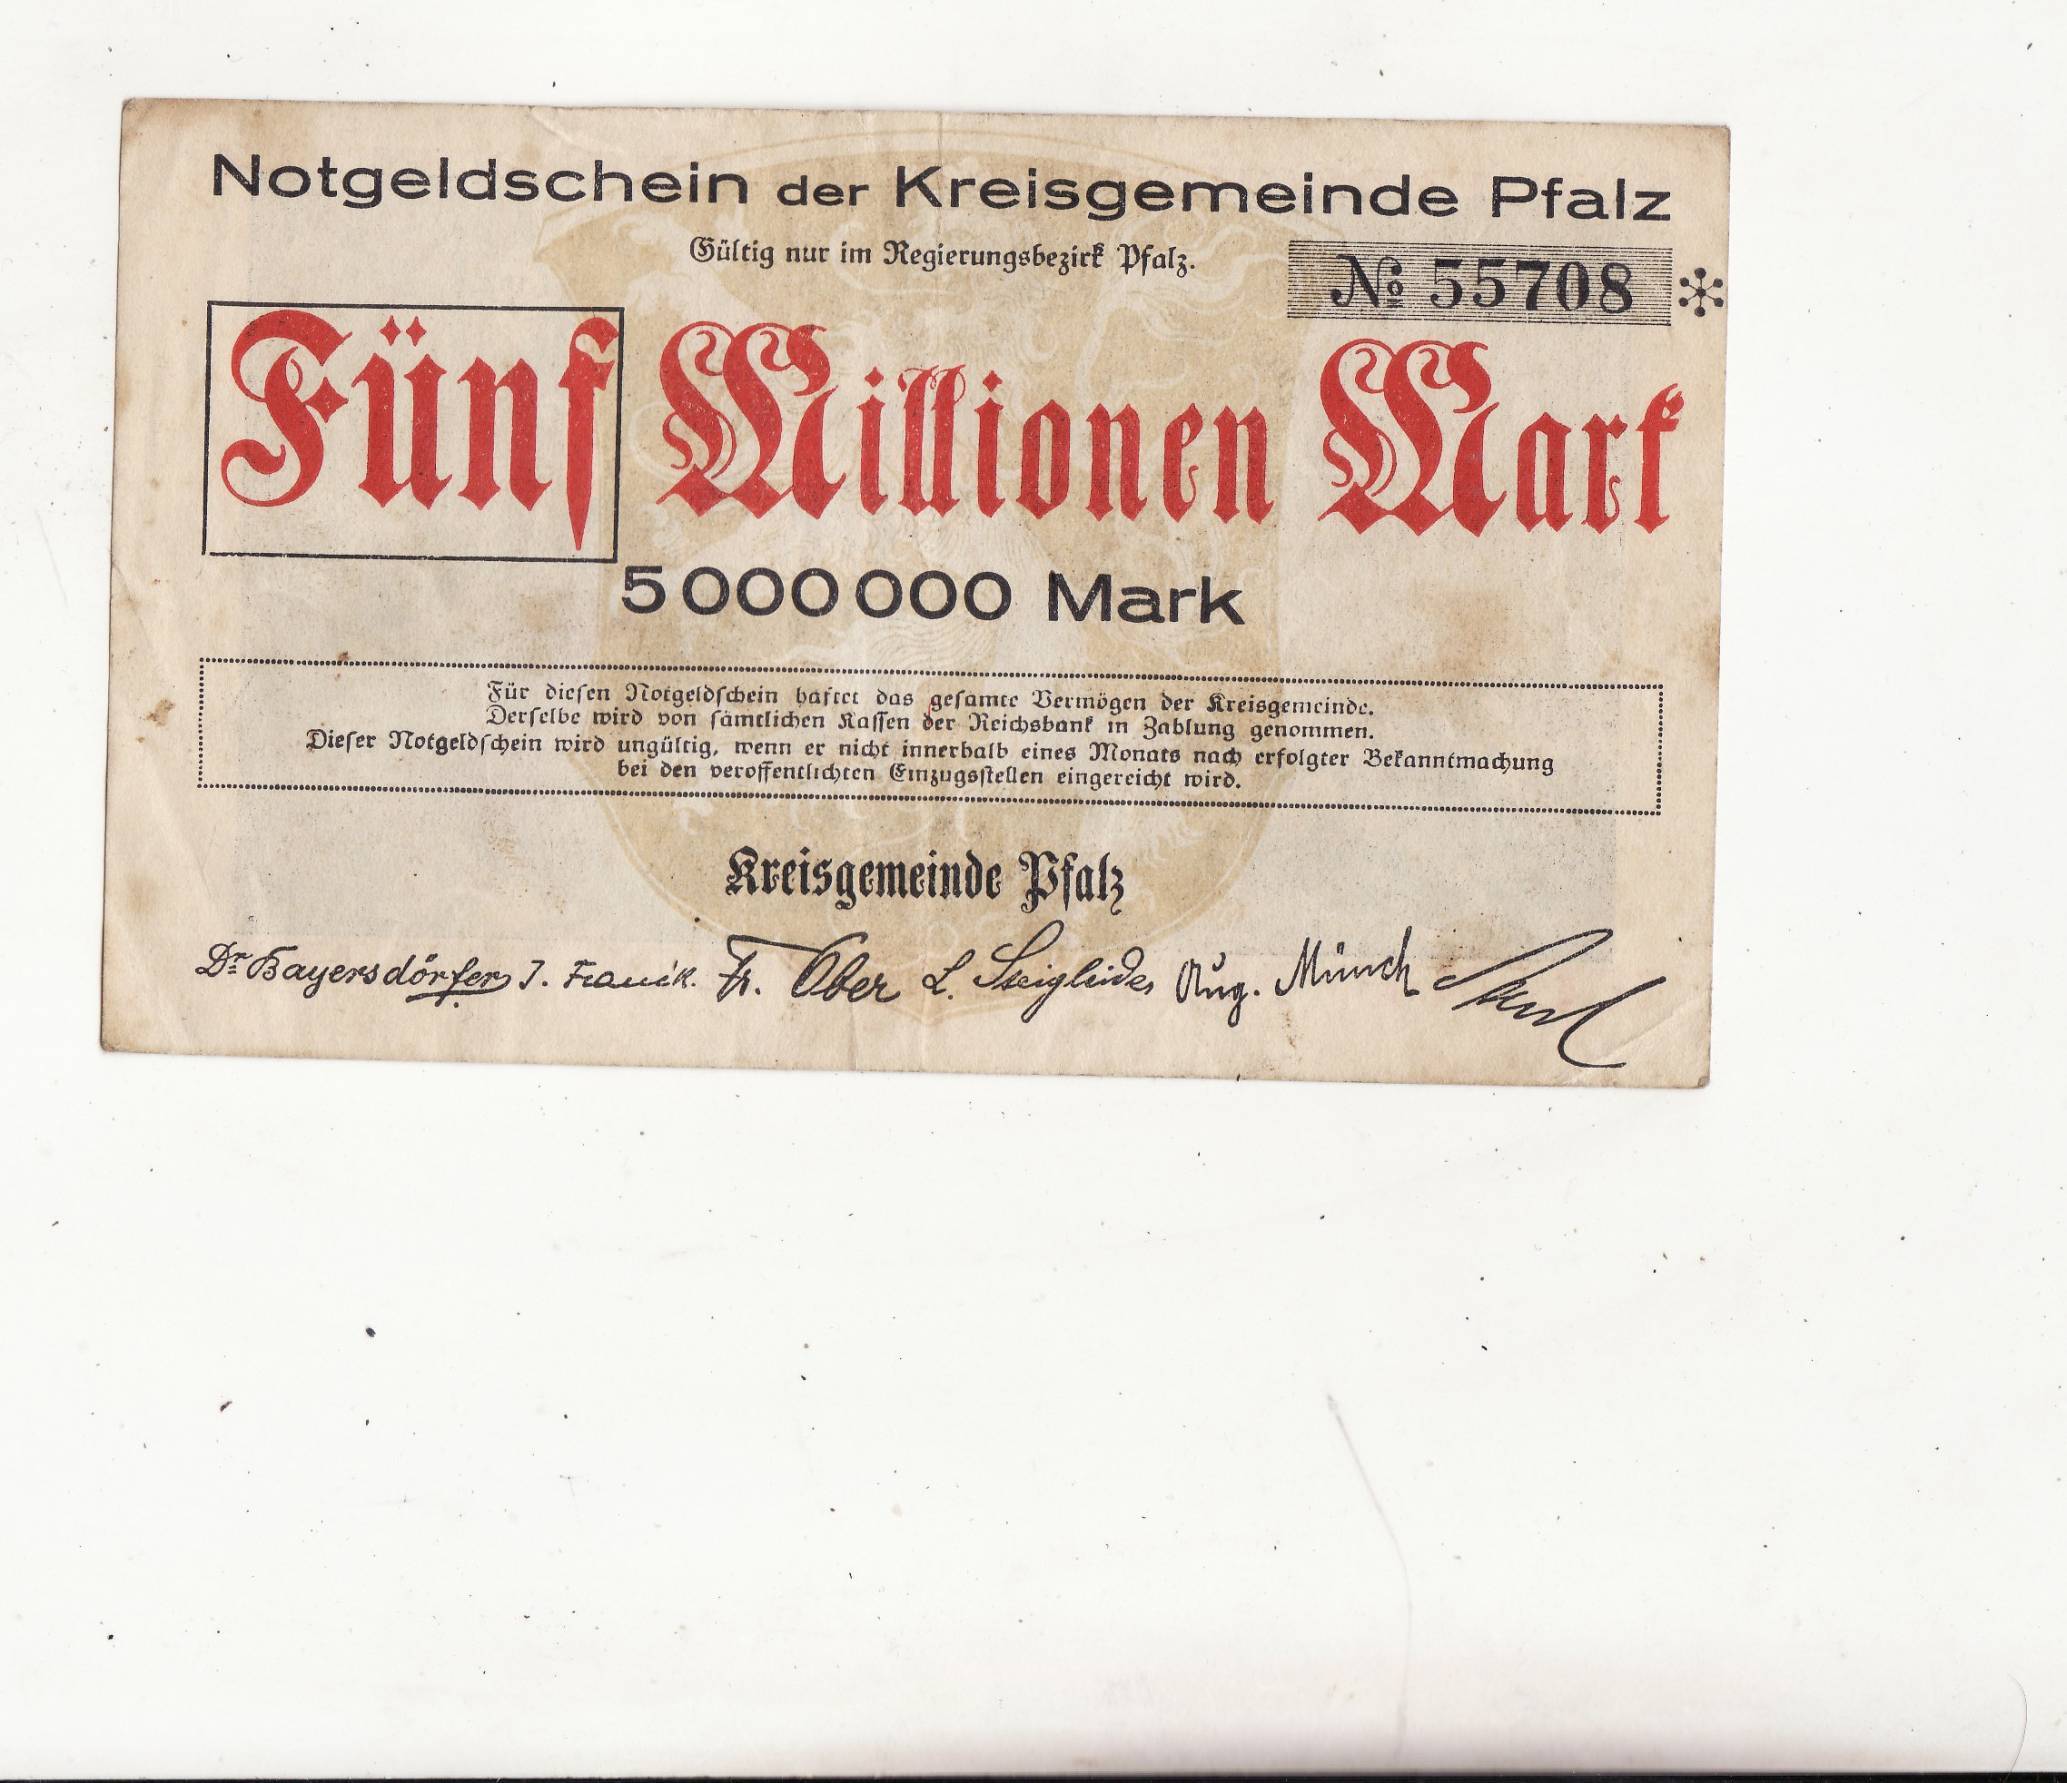 Notgeldschein der Kreisgemeinde Pfalz
Gültig nur im Regierungsbezirk Pfalz.
№ 55708
Fünf Millionen Mark
5000000 Mark
Für diesen Notgeldschein haftet das gesamte Vermögen der Kreisgemeinde.
Derselbe wird von sämtlichen Kassen der Reichsbank in Zahlung genommen.
Dieser Notgeldschein wird ungültig, wenn er nicht innerhalb eines Monats nach erfolgter Bekanntmachung
bei den veröffentlichten Einzugsstellen eingereicht wird.
Kreisgemeinde Pfalz
Dr. Bayersdörfer J. Franck. Fr. Ober L. Aug. Münch